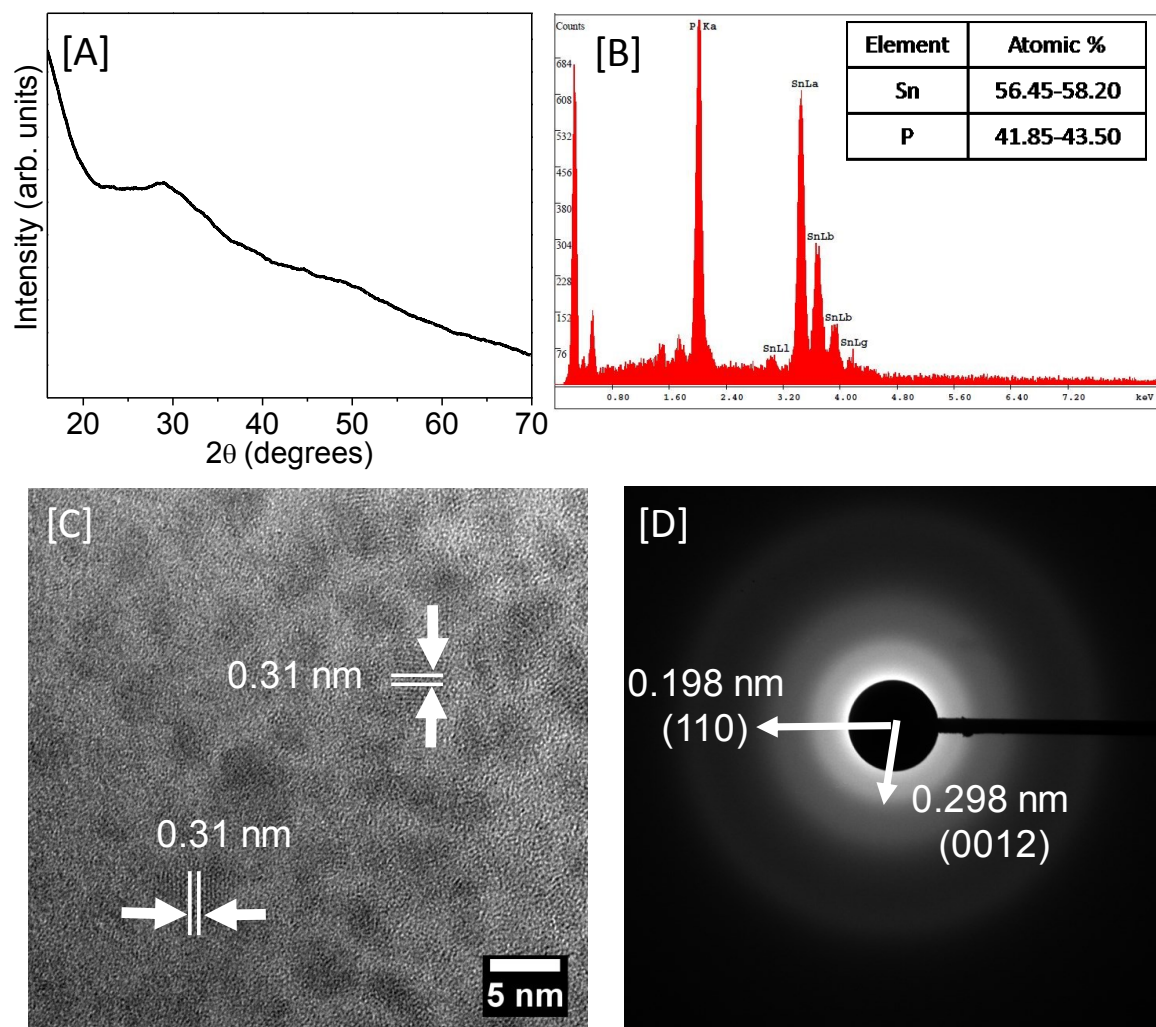 [A]
Intensity (arb. units)
20 30 40 50 60 70
2θ (degrees)
[B]
Counts
684
608
532
456
380
304
228
152
76
P Ka
SnLa
SnLb
SnLb
SnLl
SnLg
0.80 1.60 2.40 3.20 4.00 4.80 5.60 6.40 7.20 keV
Element Atomic %
Sn 56.45-58.20
P 41.85-43.50
[C]
0.31 nm
0.31 nm
5 nm
[D]
0.198 nm
(110)
0.298 nm
(0012)